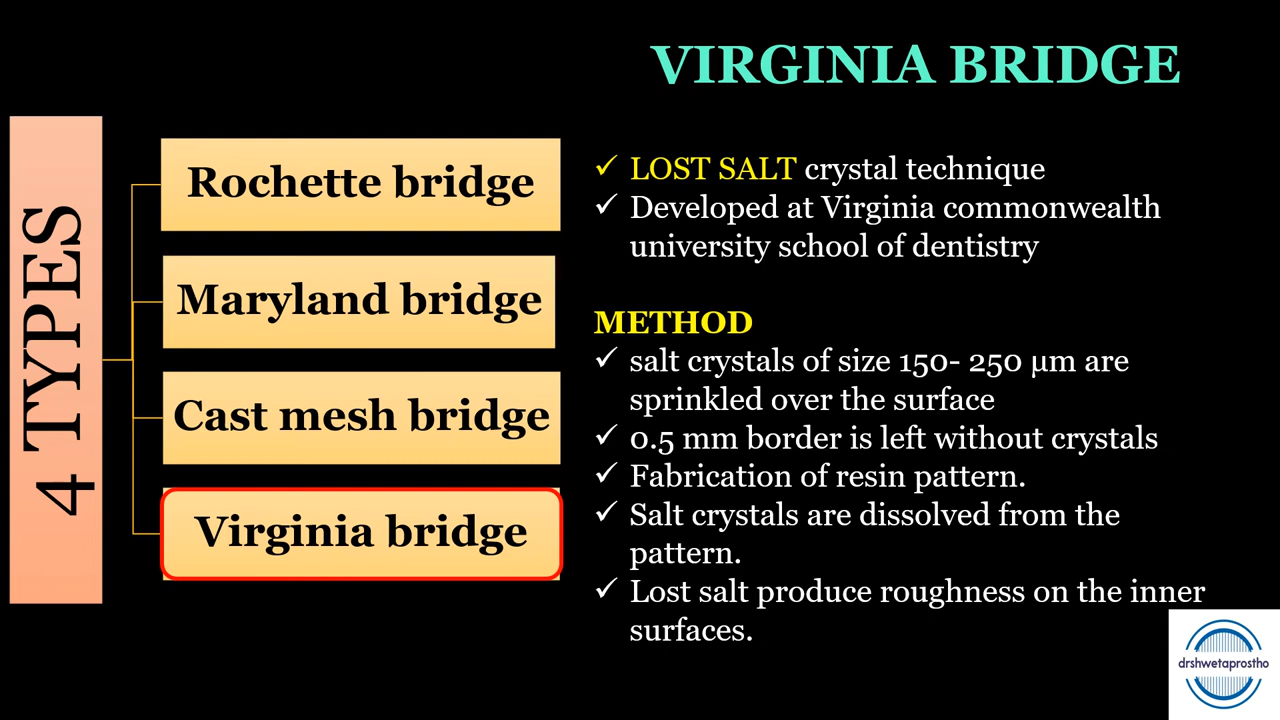 VIRGINIA BRIDGE
4 TYPES
Rochette bridge
Maryland bridge
Cast mesh bridge
Virginia bridge
✓ LOST SALT crystal technique
✓ Developed at Virginia commonwealth
university school of dentistry
METHOD
✓ salt crystals of size 150- 250 µm are
sprinkled over the surface
✓ 0.5 mm border is left without crystals
✓ Fabrication of resin pattern.
✓ Salt crystals are dissolved from the
pattern.
✓ Lost salt produce roughness on the inner
surfaces.
drshwetaprostho